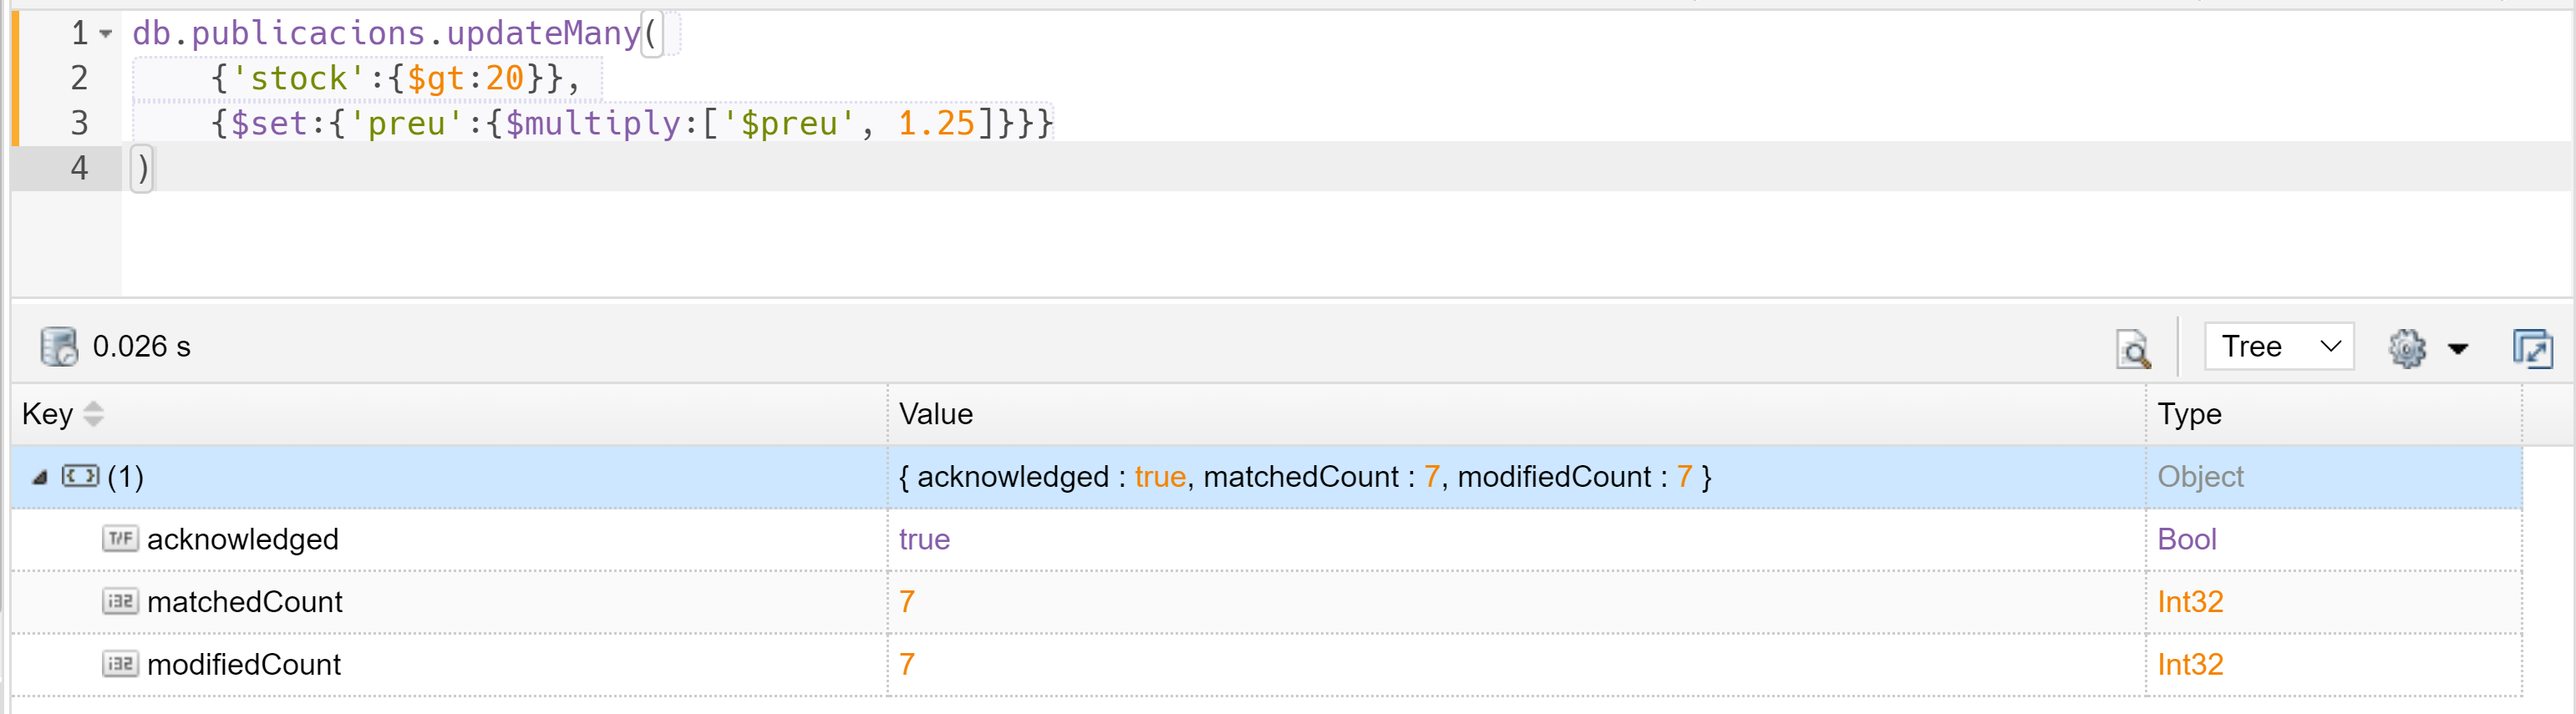 1 db.publicacions.updateMany(
2 {'stock':{$gt:20}},
3 {$set:{'preu':{$multiply:['$preu', 1.25]}}}
4 )
0.026 s Tree
Key Value Type
(1) { acknowledged : true, matchedCount : 7, modifiedCount : 7 } Object
T/F acknowledged true Bool
i32 matchedCount 7 Int32
i32 modifiedCount 7 Int32